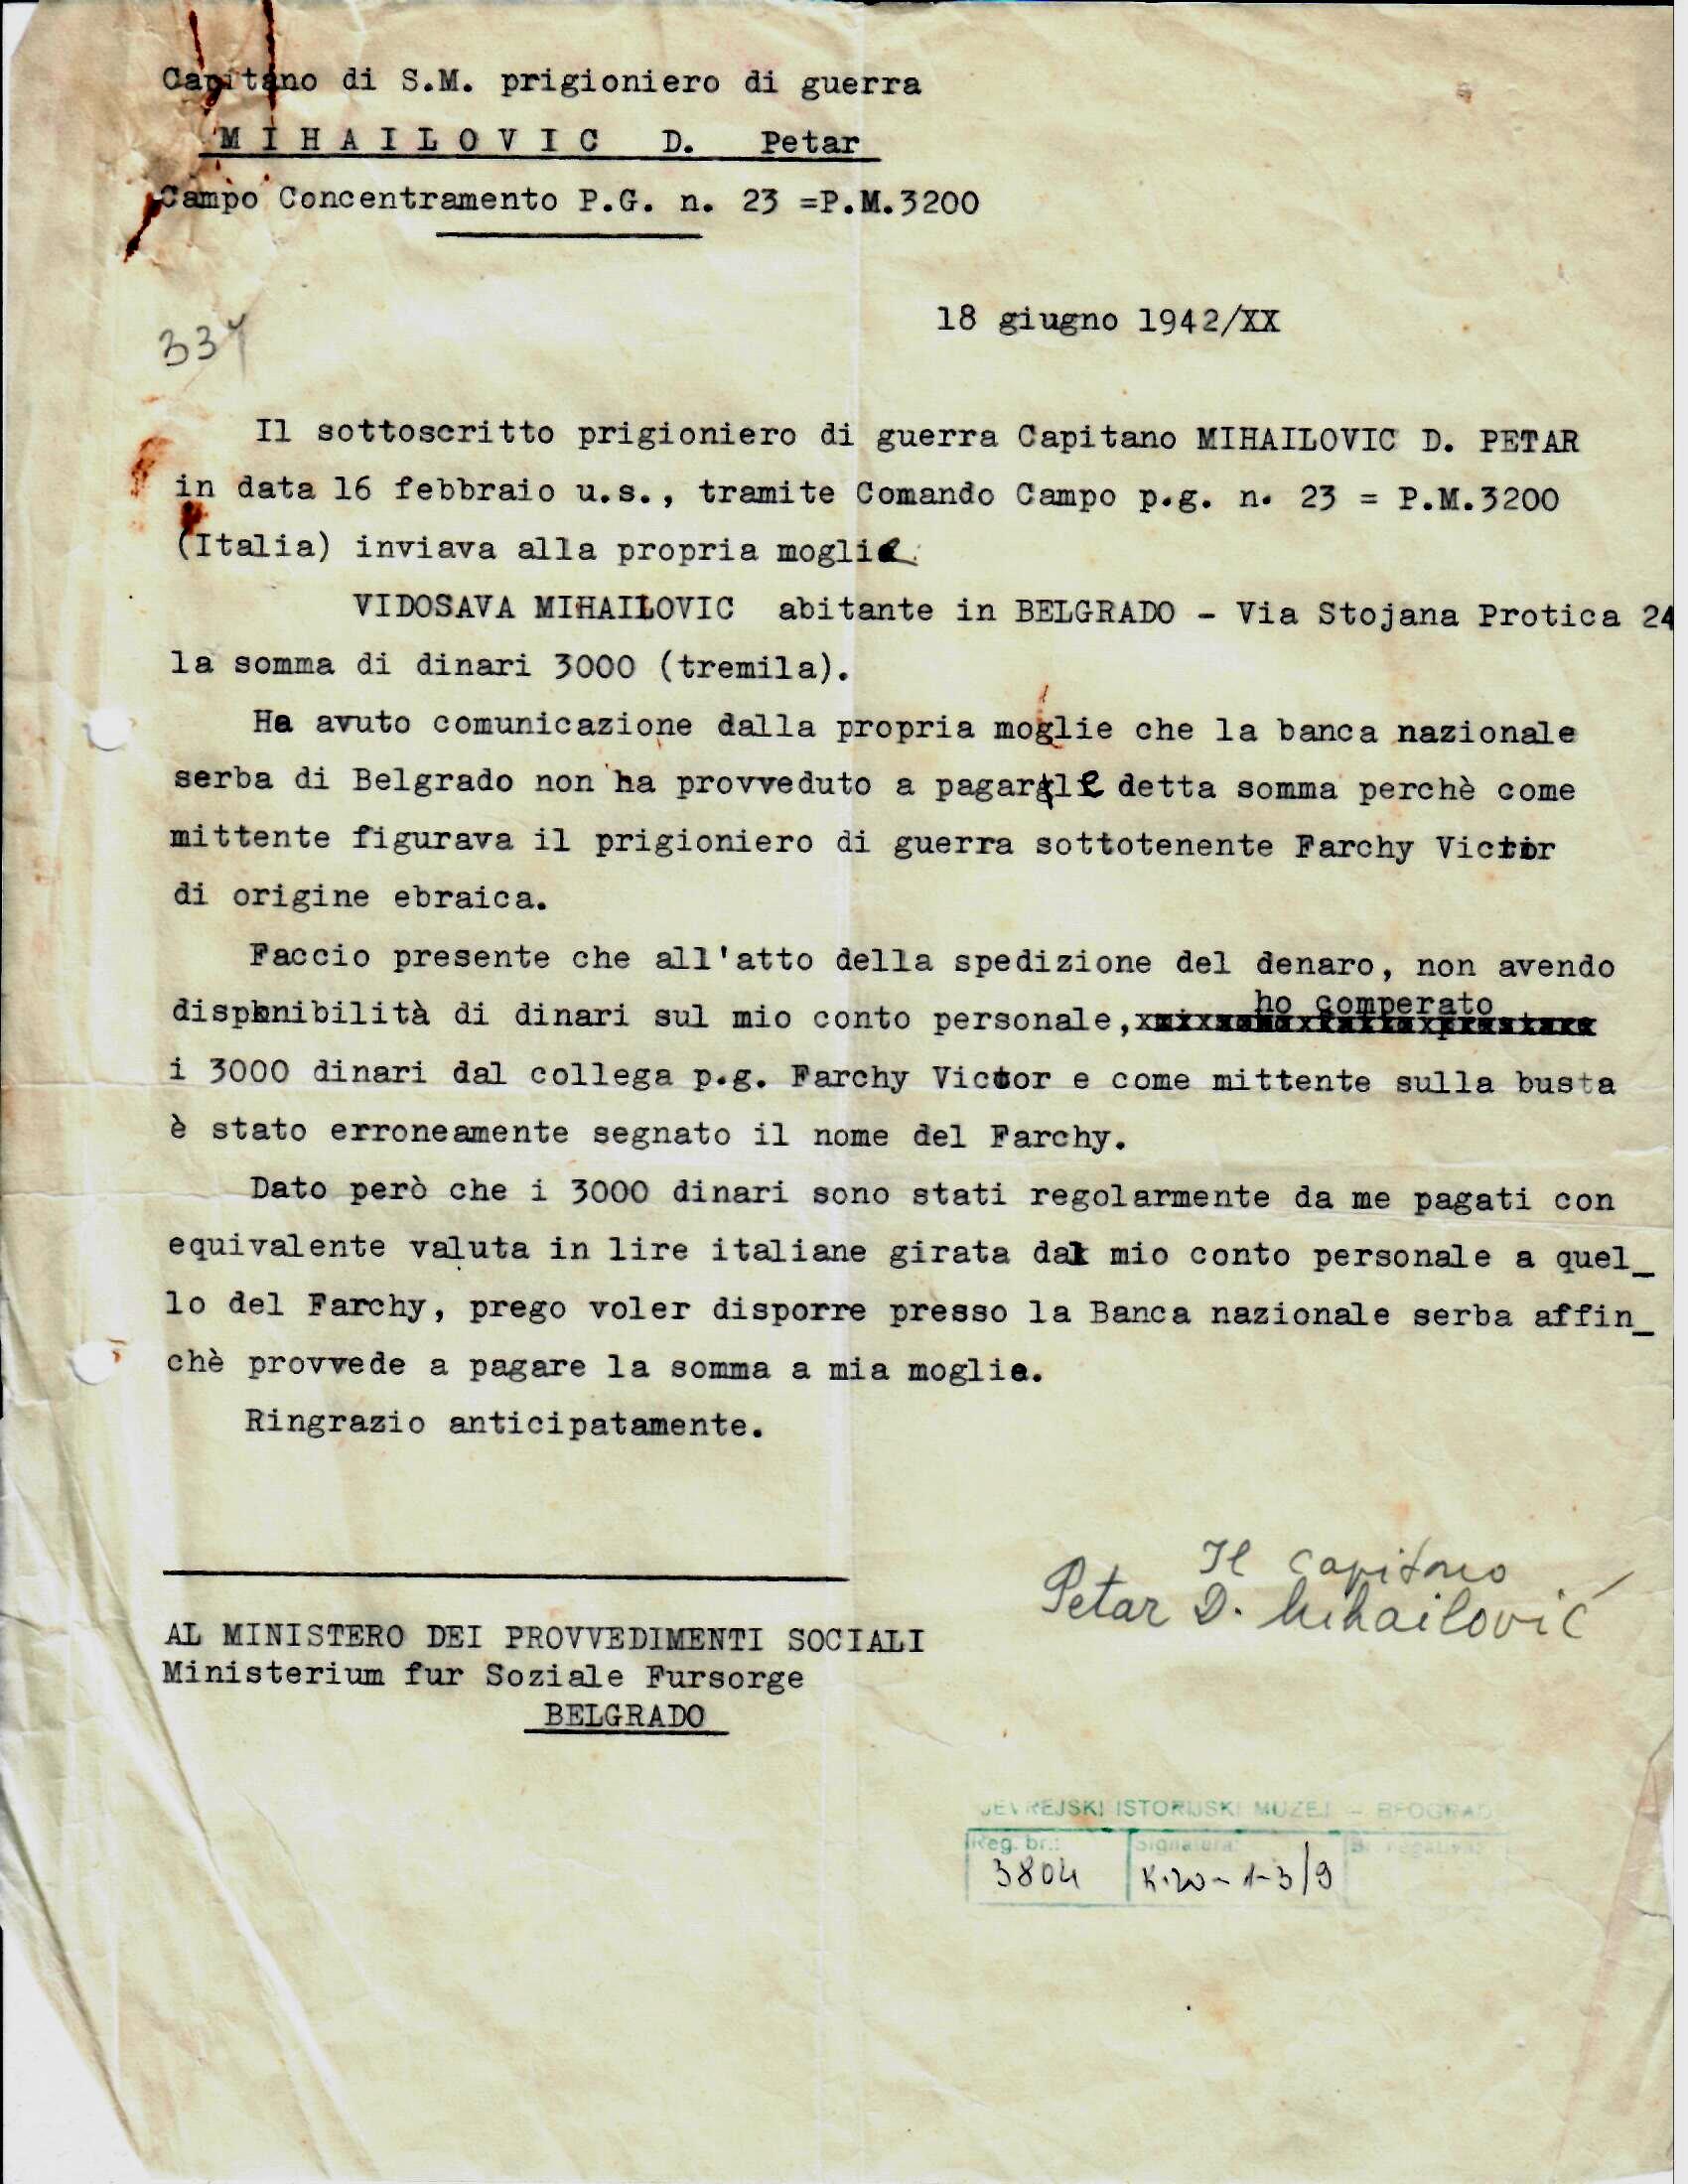 Capitano di S.M. prigioniero di guerra
MIHAILOVIC D. Petar
Campo Concentramento P.G. n. 23 =P.M.3200
18 giugno 1942/XX
Il sottoscritto prigioniero di guerra Capitano MIHAILOVIC D. PETAR
in data 16 febbraio u.s., tramite Comando Campo p.g. n. 23 = P.M.3200
(Italia) inviava alla propria moglie
VIDOSAVA MIHAILOVIC abitante in BELGRADO - Via Stojana Protica 24
la somma di dinari 3000 (tremila).
Ha avuto comunicazione dalla propria moglie che la banca nazionale
serba di Belgrado non ha provveduto a pagarle detta somma perchè come
mittente figurava il prigioniero di guerra sottotenente Farchy Victor
di origine ebraica.
Faccio presente che all'atto della spedizione del denaro, non avendo
ho comperato
disponibilità di dinari sul mio conto personale,
i 3000 dinari dal collega p.g. Farchy Victor e come mittente sulla busta
è stato erroneamente segnato il nome del Farchy.
Dato però che i 3000 dinari sono stati regolarmente da me pagati con
equivalente valuta in lire italiane girata dal mio conto personale a quel_
lo del Farchy, prego voler disporre presso la Banca nazionale serba affin_
chè provvede a pagare la somma a mia moglie.
Ringrazio anticipatamente.
Il capitano
Petar D. Mihailović
AL MINISTERO DEI PROVVEDIMENTI SOCIALI
Ministerium fur Soziale Fursorge
BELGRADO
JEVREJSKI ISTORIJSKI MUZEJ - BEOGRAD
Reg. br.: Signatura:
3804 K.20-1-3/9